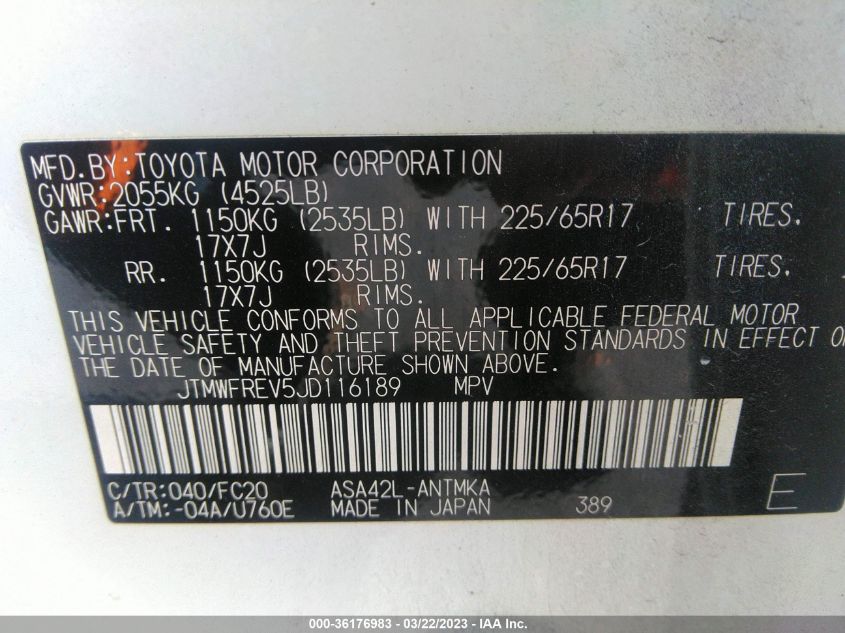 MFD.BY:TOYOTA MOTOR CORPORATION
GVWR:2055KG (4525LB)
GAWR:FRT. 1150KG (2535LB) WITH 225/65R17 TIRES.
17X7J RIMS.
RR. 1150KG (2535LB) WITH 225/65R17 TIRES.
17X7J RIMS.
THIS VEHICLE CONFORMS TO ALL APPLICABLE FEDERAL MOTOR
VEHICLE SAFETY AND THEFT PREVENTION STANDARDS IN EFFECT O
THE DATE OF MANUFACTURE SHOWN ABOVE.
JTMWFREV5JD116189 MPV
C/TR:040/FC20 ASA42L-ANTMKA
A/TM:-04A/U760E MADE IN JAPAN 389 E
000-36176983 - 03/22/2023 - IAA Inc.